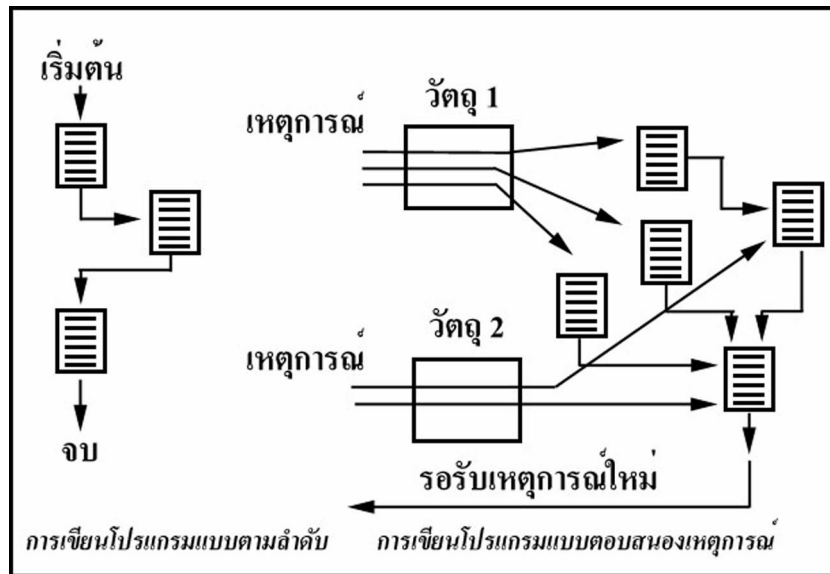 เริ่มต้น
จบ
วัตถุ 1
เหตุการณ์
วัตถุ 2
เหตุการณ์
รอรับเหตุการณ์ใหม่
การเขียนโปรแกรมแบบตามลำดับ
การเขียนโปรแกรมแบบตอบสนองเหตุการณ์